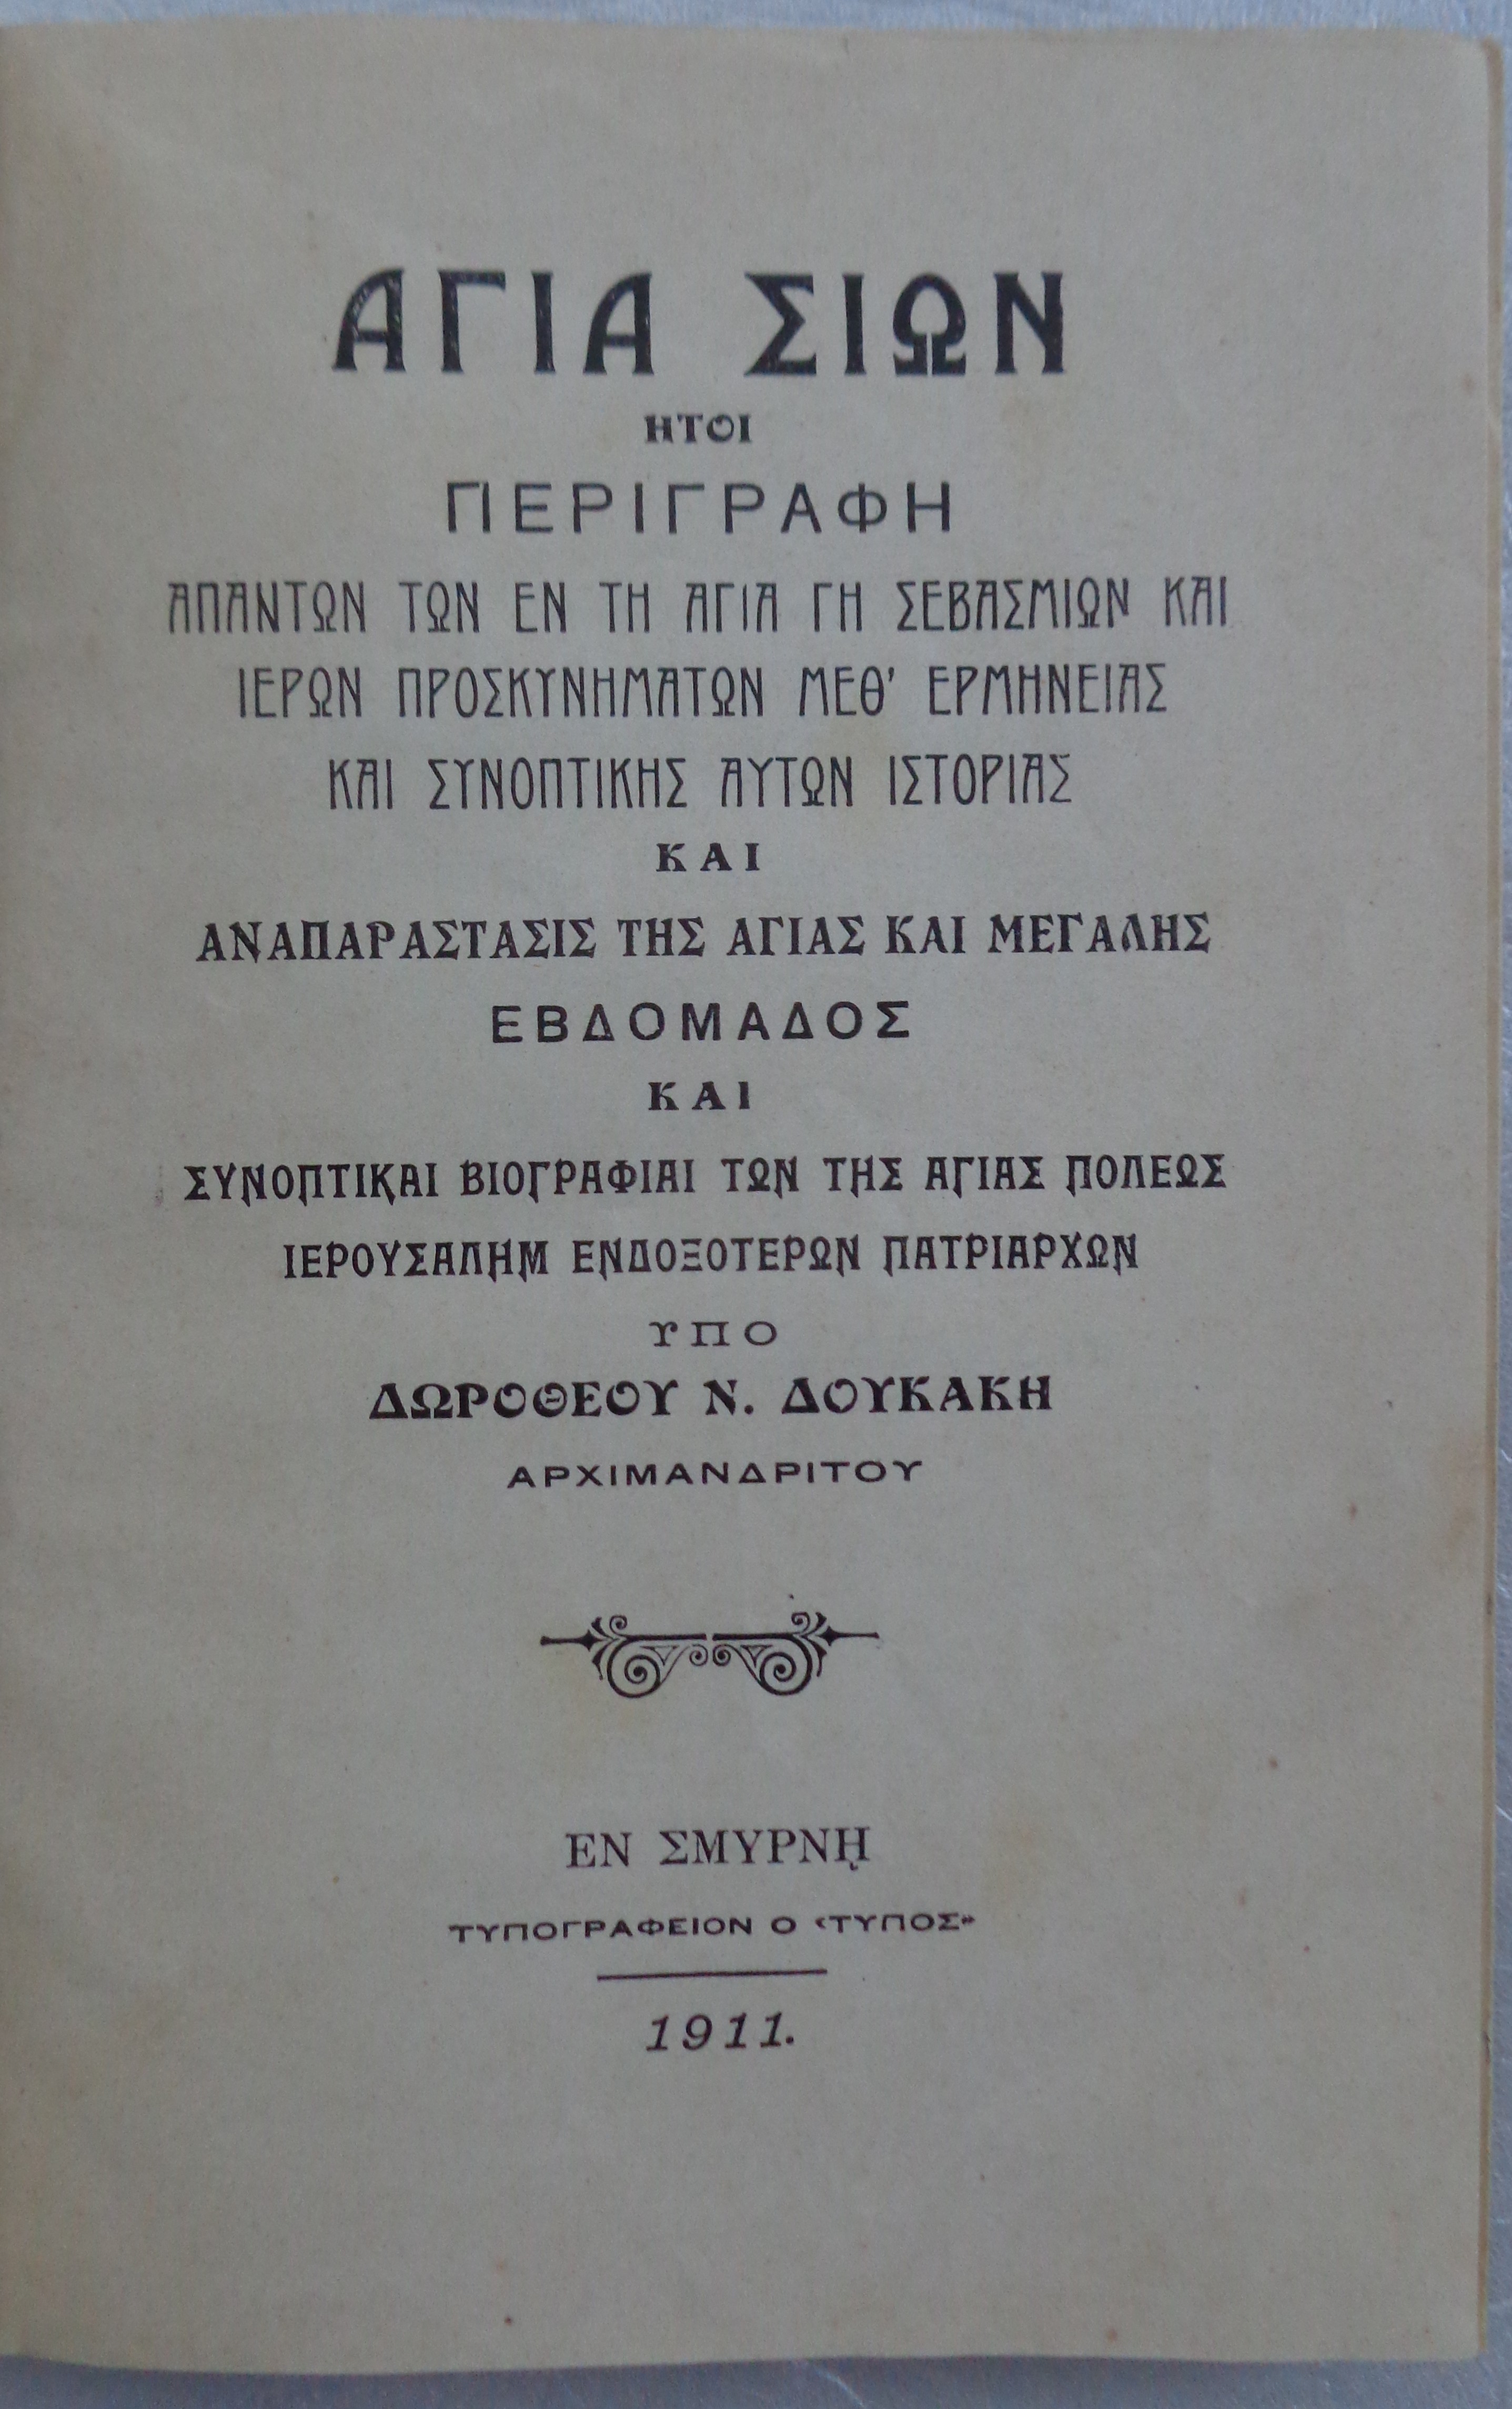 ΑΓΙΑ ΣΙΩΝ
ΗΤΟΙ
ΠΕΡΙΓΡΑΦΗ
ΑΠΑΝΤΩΝ ΤΩΝ ΕΝ ΤΗ ΑΓΙΑ ΓΗ ΣΕΒΑΣΜΙΩΝ ΚΑΙ
ΙΕΡΩΝ ΠΡΟΣΚΥΝΗΜΑΤΩΝ ΜΕΘ’ ΕΡΜΗΝΕΙΑΣ
ΚΑΙ ΣΥΝΟΠΤΙΚΗΣ ΑΥΤΩΝ ΙΣΤΟΡΙΑΣ
ΚΑΙ
ΑΝΑΠΑΡΑΣΤΑΣΙΣ ΤΗΣ ΑΓΙΑΣ ΚΑΙ ΜΕΓΑΛΗΣ
ΕΒΔΟΜΑΔΟΣ
ΚΑΙ
ΣΥΝΟΠΤΙΚΑΙ ΒΙΟΓΡΑΦΙΑΙ ΤΩΝ ΤΗΣ ΑΓΙΑΣ ΠΟΛΕΩΣ
ΙΕΡΟΥΣΑΛΗΜ ΕΝΔΟΞΟΤΕΡΩΝ ΠΑΤΡΙΑΡΧΩΝ
ΥΠΟ
ΔΩΡΟΘΕΟΥ Ν. ΔΟΥΚΑΚΗ
ΑΡΧΙΜΑΝΔΡΙΤΟΥ
ΕΝ ΣΜΥΡΝῌ
ΤΥΠΟΓΡΑΦΕΙΟΝ Ο «ΤΥΠΟΣ»
1911.